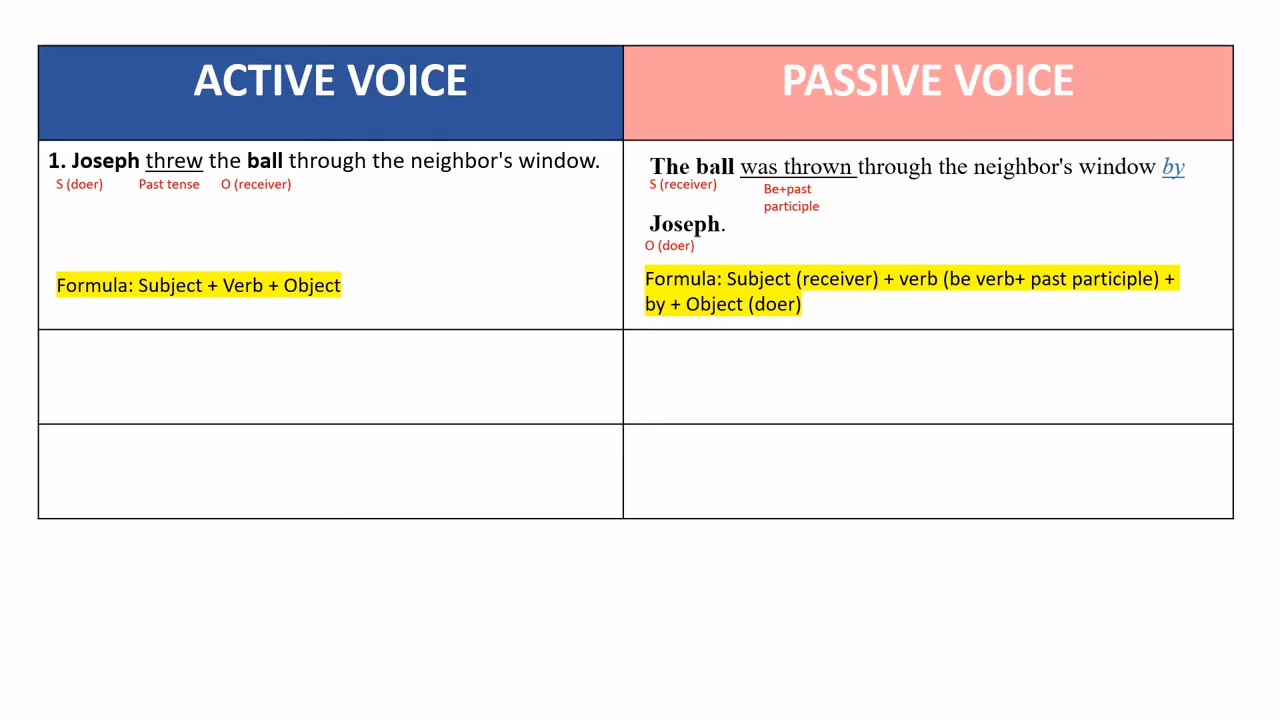 ACTIVE VOICE
PASSIVE VOICE
1. Joseph threw the ball through the neighbor's window.
S (doer) Past tense O (receiver)
Formula: Subject + Verb + Object
The ball was thrown through the neighbor's window by
S (receiver) Be+past
participle
Joseph.
O (doer)
Formula: Subject (receiver) + verb (be verb+ past participle) +
by + Object (doer)